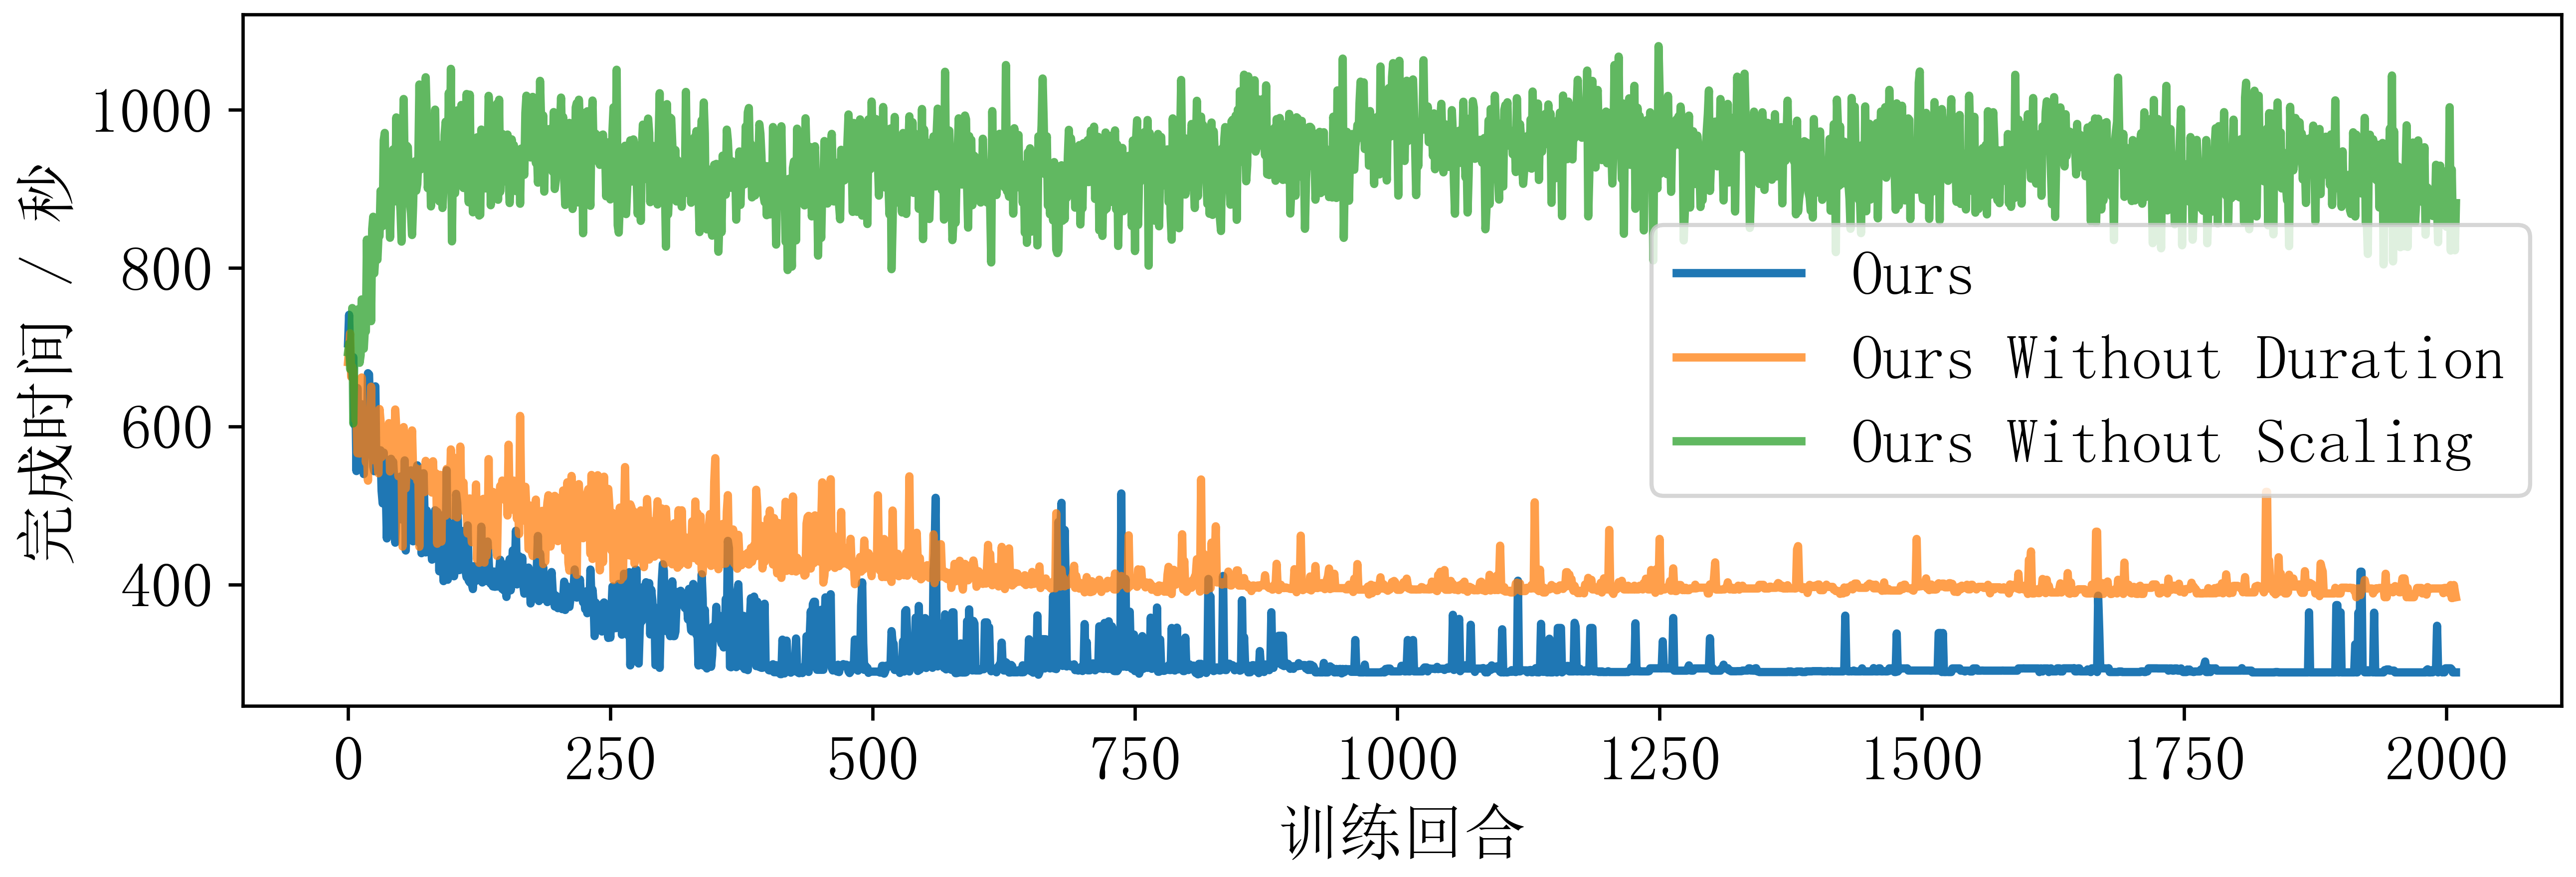 完成时间 / 秒
1000
800
600
400
Ours
Ours Without Duration
Ours Without Scaling
0 250 500 750 1000 1250 1500 1750 2000
训练回合